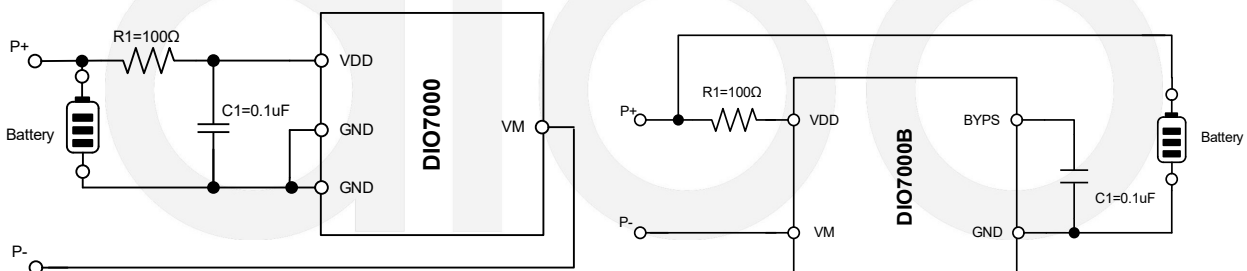 R1=100Ω
P+
VDD
C1=0.1uF
Battery
GND
VM
GND
DIO7000
P-
R1=100Ω
P+
VDD
BYPS
Battery
DIO7000B
C1=0.1uF
P-
VM
GND